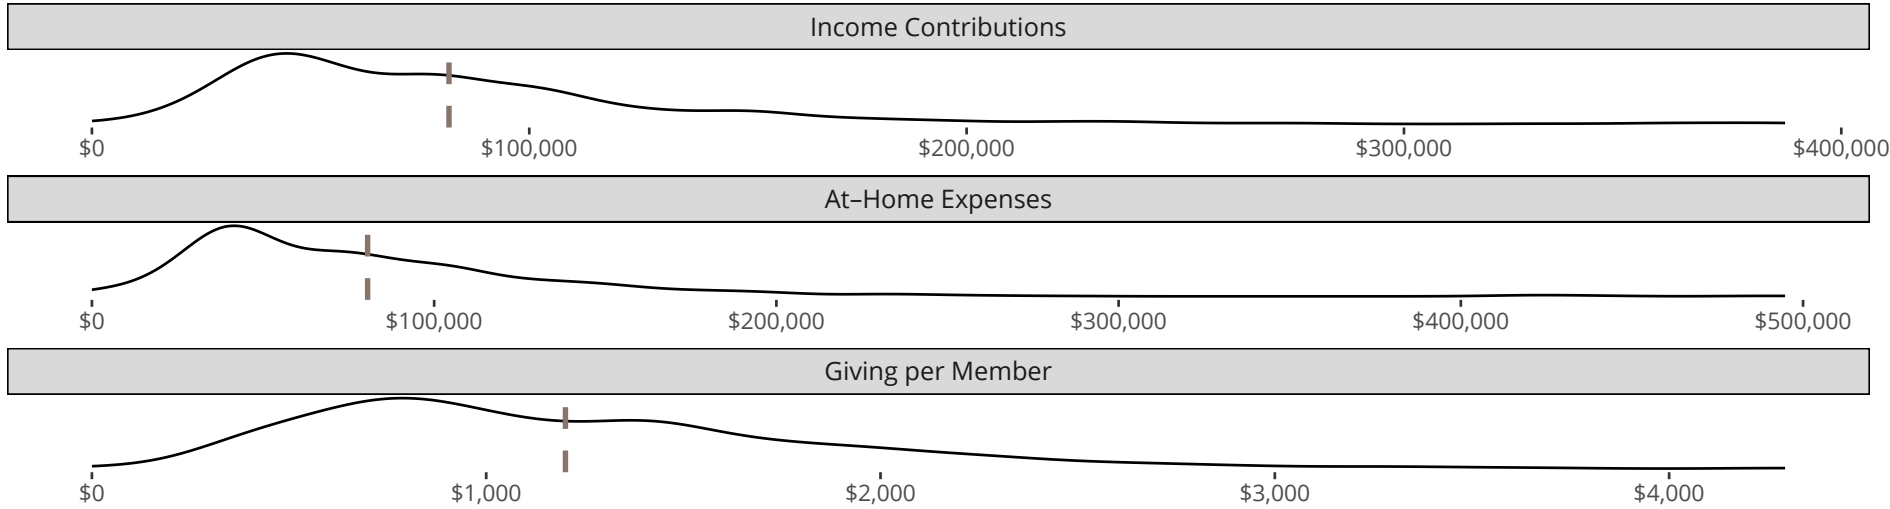 Income Contributions
$0 $100,000 $200,000 $300,000 $400,000
At–Home Expenses
$0 $100,000 $200,000 $300,000 $400,000 $500,000
Giving per Member
$0 $1,000 $2,000 $3,000 $4,000